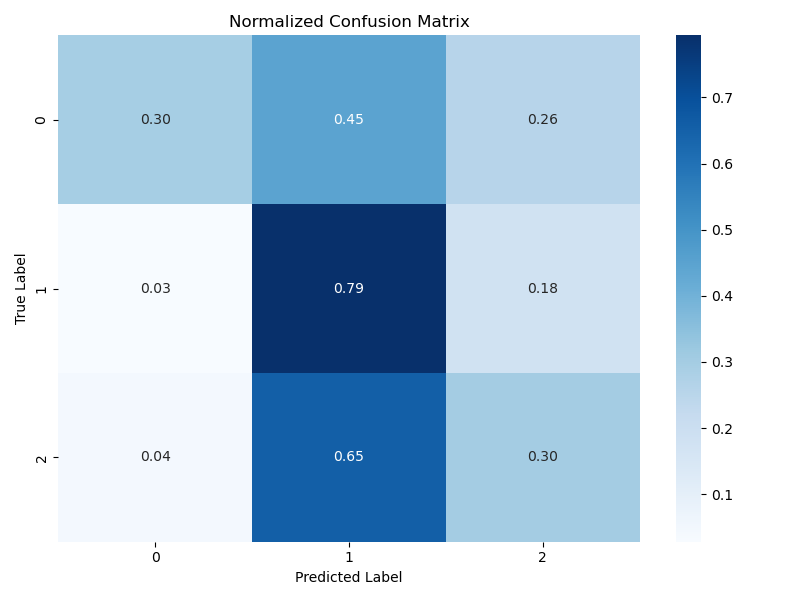 Normalized Confusion Matrix
True Label
0 0.30 0.45 0.26
1 0.03 0.79 0.18
2 0.04 0.65 0.30
0 1 2
Predicted Label
0.7
0.6
0.5
0.4
0.3
0.2
0.1